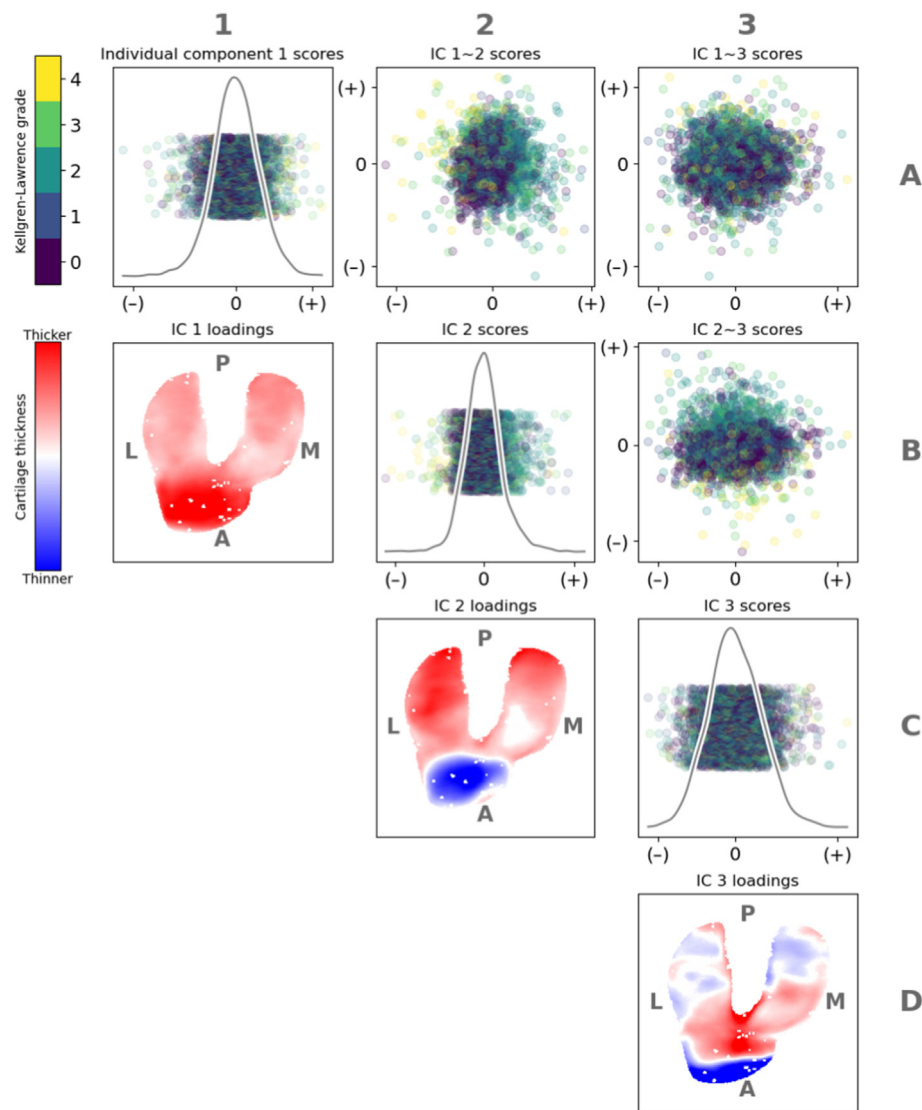 1 2 3
Individual component 1 scores IC 1~2 scores IC 1~3 scores
Kellgren-Lawrence grade
4
3
2
1
0
(+) (+)
0 0
(–) (–)
A
(–) 0 (+) (–) 0 (+) (–) 0 (+)
Thicker
Cartilage thickness
Thinner
IC 1 loadings IC 2 scores IC 2~3 scores
P
L M
A
(+)
0
(–)
B
(–) 0 (+) (–) 0 (+)
IC 2 loadings IC 3 scores
P
L M
A
C
(–) 0 (+)
IC 3 loadings
P
L M
A
D